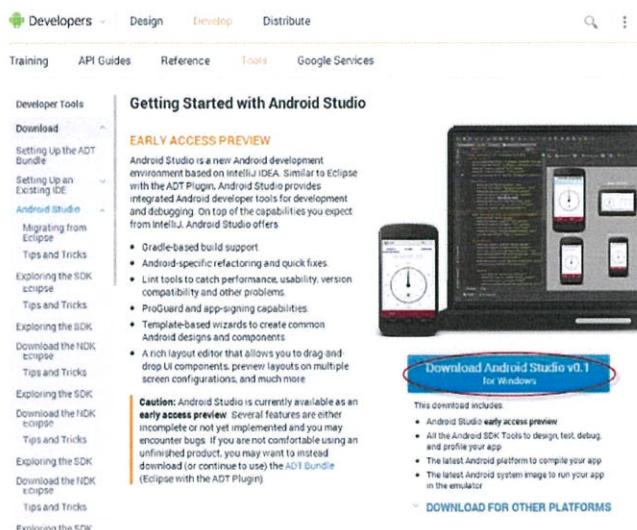 Developers
Design
Develop
Distribute
Training
API Guides
Reference
Tools
Google Services
Developer Tools
Download
Setting Up the ADT
Bundle
Setting Up an
Existing IDE
Android Studio
Migrating from
Eclipse
Tips and Tricks
Exploring the SDK
Eclipse
Tips and Tricks
Exploring the SDK
Download the NDK
Eclipse
Tips and Tricks
Exploring the SDK
Download the NDK
Eclipse
Tips and Tricks
Exploring the SDK
Download the NDK
Eclipse
Tips and Tricks
Exploring the SDK
Getting Started with Android Studio
EARLY ACCESS PREVIEW
Android Studio is a new Android development
environment based on IntelliJ IDEA. Similar to Eclipse
with the ADT Plugin, Android Studio provides
integrated Android developer tools for development
and debugging. On top of the capabilities you expect
from IntelliJ, Android Studio offers
• Gradle-based build support.
• Android-specific refactoring and quick fixes.
• Lint tools to catch performance, usability, version
compatibility and other problems.
• ProGuard and app-signing capabilities.
• Template-based wizards to create common
Android designs and components
• A rich layout editor that allows you to drag-and-
drop UI components, preview layouts on multiple
screen configurations, and much more
Caution: Android Studio is currently available as an
early access preview. Several features are either
incomplete or not yet implemented and you may
encounter bugs. If you are not comfortable using an
unfinished product, you may want to instead
download (or continue to use) the ADT Bundle
(Eclipse with the ADT Plugin)
Download Android Studio v0.1
for Windows
This download includes:
• Android Studio early access preview
• All the Android SDK Tools to design, test, debug,
and profile your app
• The latest Android platform to compile your app
• The latest Android system image to run your app
in the emulator
DOWNLOAD FOR OTHER PLATFORMS